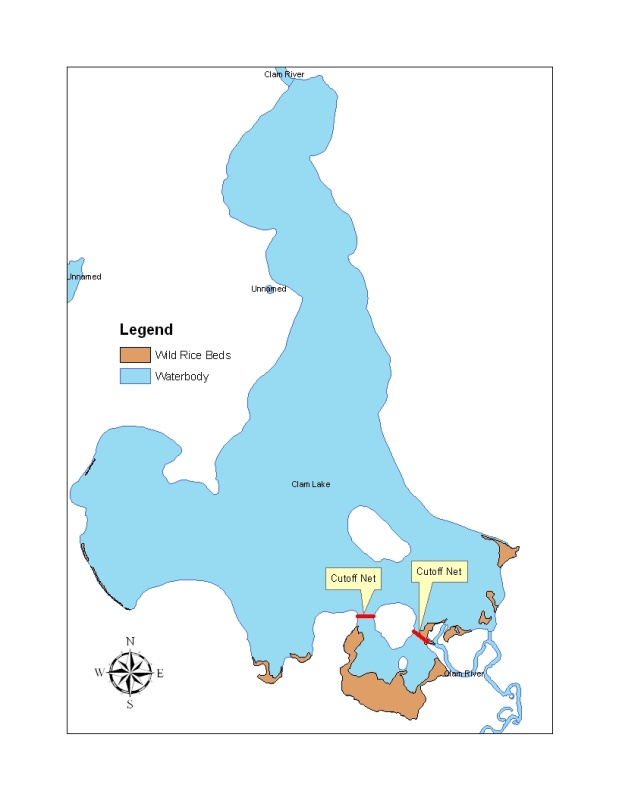 Clam River
Unnamed
Unnamed
Legend
Wild Rice Beds
Waterbody
Clam Lake
Cutoff Net
Cutoff Net
N
W
E
S
Clam River